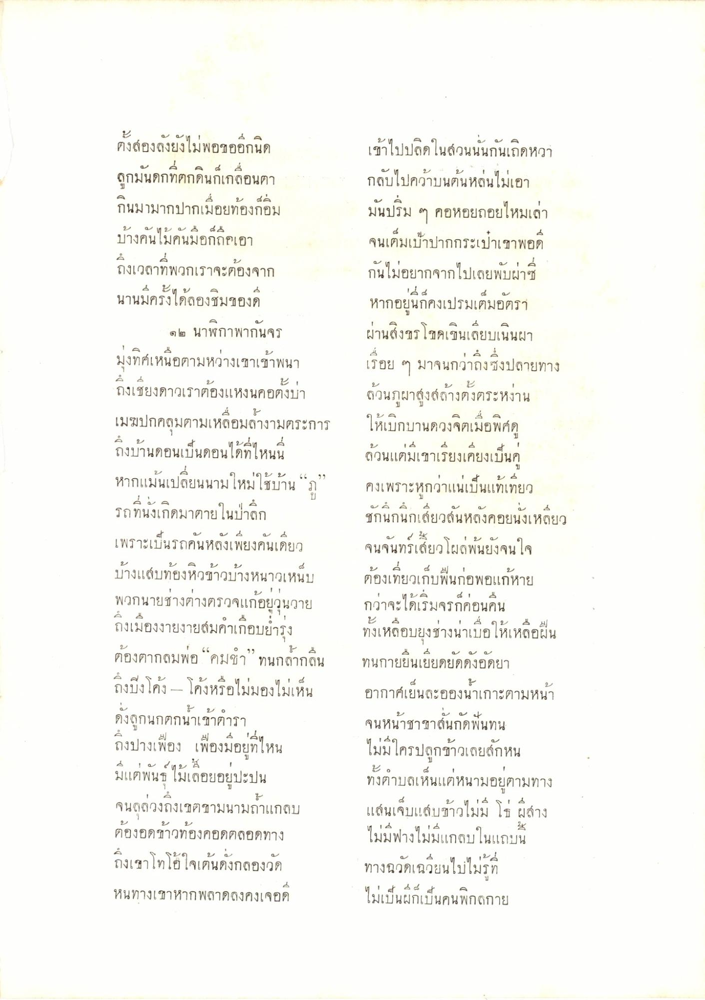 ตั้งสองลังยังไม่พอขออีกนิด
เข้าไปปลิดในสวนนั่นกันเถิดหวา
ลูกมันดกที่ตกดินก็เกลื่อนตา
กลับไปคว้าบนต้นหล่นไม่เอา
กินมามากปากเมื่อยท้องก็อิ่ม
มันปริ่ม ๆ คอหอยถอยไหมเล่า
บ้างคันไม้คันมือก็ถือเอา
จนเต็มเป้าปากกระเป๋าเขาพอดี
ถึงเวลาที่พวกเราจะต้องจาก
กันไม่อยากจากไปเลยพับผ่าซี่
นานมีครั้งได้ลองชิมของดี
หากอยู่นี่ก็คงเปรมเต็มอัตรา
๑๒ นาฬิกาพากันจร
ผ่านสิงขรโขดเขินเลียบเนินผา
มุ่งทิศเหนือตามหว่างเขาเข้าพนา
เรื่อย ๆ มาจนกว่าถึงซึ่งปลายทาง
ถึงเชียงดาวเราต้องแหงนคอตั้งบ่า
ล้วนภูผาสูงสล้างตั้งตระหง่าน
เมฆปกคลุมตามเหลื่อมล้ำงามตระการ
ให้เบิกบานดวงจิตเมื่อพิศดู
ถึงบ้านดอนเป็นดอนได้ที่ไหนนี่
ล้วนแต่มีเขาเรียงเคียงเป็นคู่
หากแม้นเปลี่ยนนามใหม่ใช้บ้าน “ภู”
คงเพราะหูกว่าแน่เป็นแท้เทียว
รถที่นั่งเกิดมาตายในป่าลึก
ชักนึกนึกเสียวสันหลังคอยนั่งเหลียว
เพราะเป็นรถคันหลังเพียงคันเดียว
จนจันทร์เสี้ยวโผล่พ้นยังจนใจ
บ้างแสบท้องหิวข้าวบ้างหนาวเหน็บ
ต้องเที่ยวเก็บฟืนก่อพอแก้หาย
พวกนายช่างต่างตรวจแก้อยู่วุ่นวาย
กว่าจะได้เริ่มจรก็ค่อนคืน
ถึงเมืองงายงายสมคำเกือบย่ำรุ่ง
ทั้งเหลือบยุงช่างน่าเบื่อให้เหลือฝืน
ต้องตากลมพ่อ “คมขำ” ทนกล้ำกลืน
ทนกายยืนเยียดยัดดังอัดยา
ถึงบึงโค้ง — โค้งหรือไม่มองไม่เห็น
อากาศเย็นละอองน้ำเกาะตามหน้า
ดั่งลูกนกตกน้ำเข้าตำรา
จนหน้าชาขาสั่นกัดฟันทน
ถึงปางเฟือง เฟืองมีอยู่ที่ไหน
ไม่มีใครปลูกข้าวเลยสักหน
มีแต่พันธุ์ไม้เลื้อยอยู่ปะปน
ทั้งตำบลเห็นแต่หนามอยู่ตามทาง
จนลุล่วงถึงเขตขามนามถ้ำแกลบ
แสนเจ็บแสบข้าวไม่มี โธ่ ผีสาง
ต้องอดข้าวท้องคอดตลอดทาง
ไม่มีฟางไม่มีแกลบในแถบนี้
ถึงเขาโทโอ้ใจเต้นดั่งกลองวัด
ทางฉวัดเฉวียนไปไม่รู้ที่
หนทางเขาหากพลาดลงคงเจอดี
ไม่เป็นผีก็เป็นคนพิกลกาย